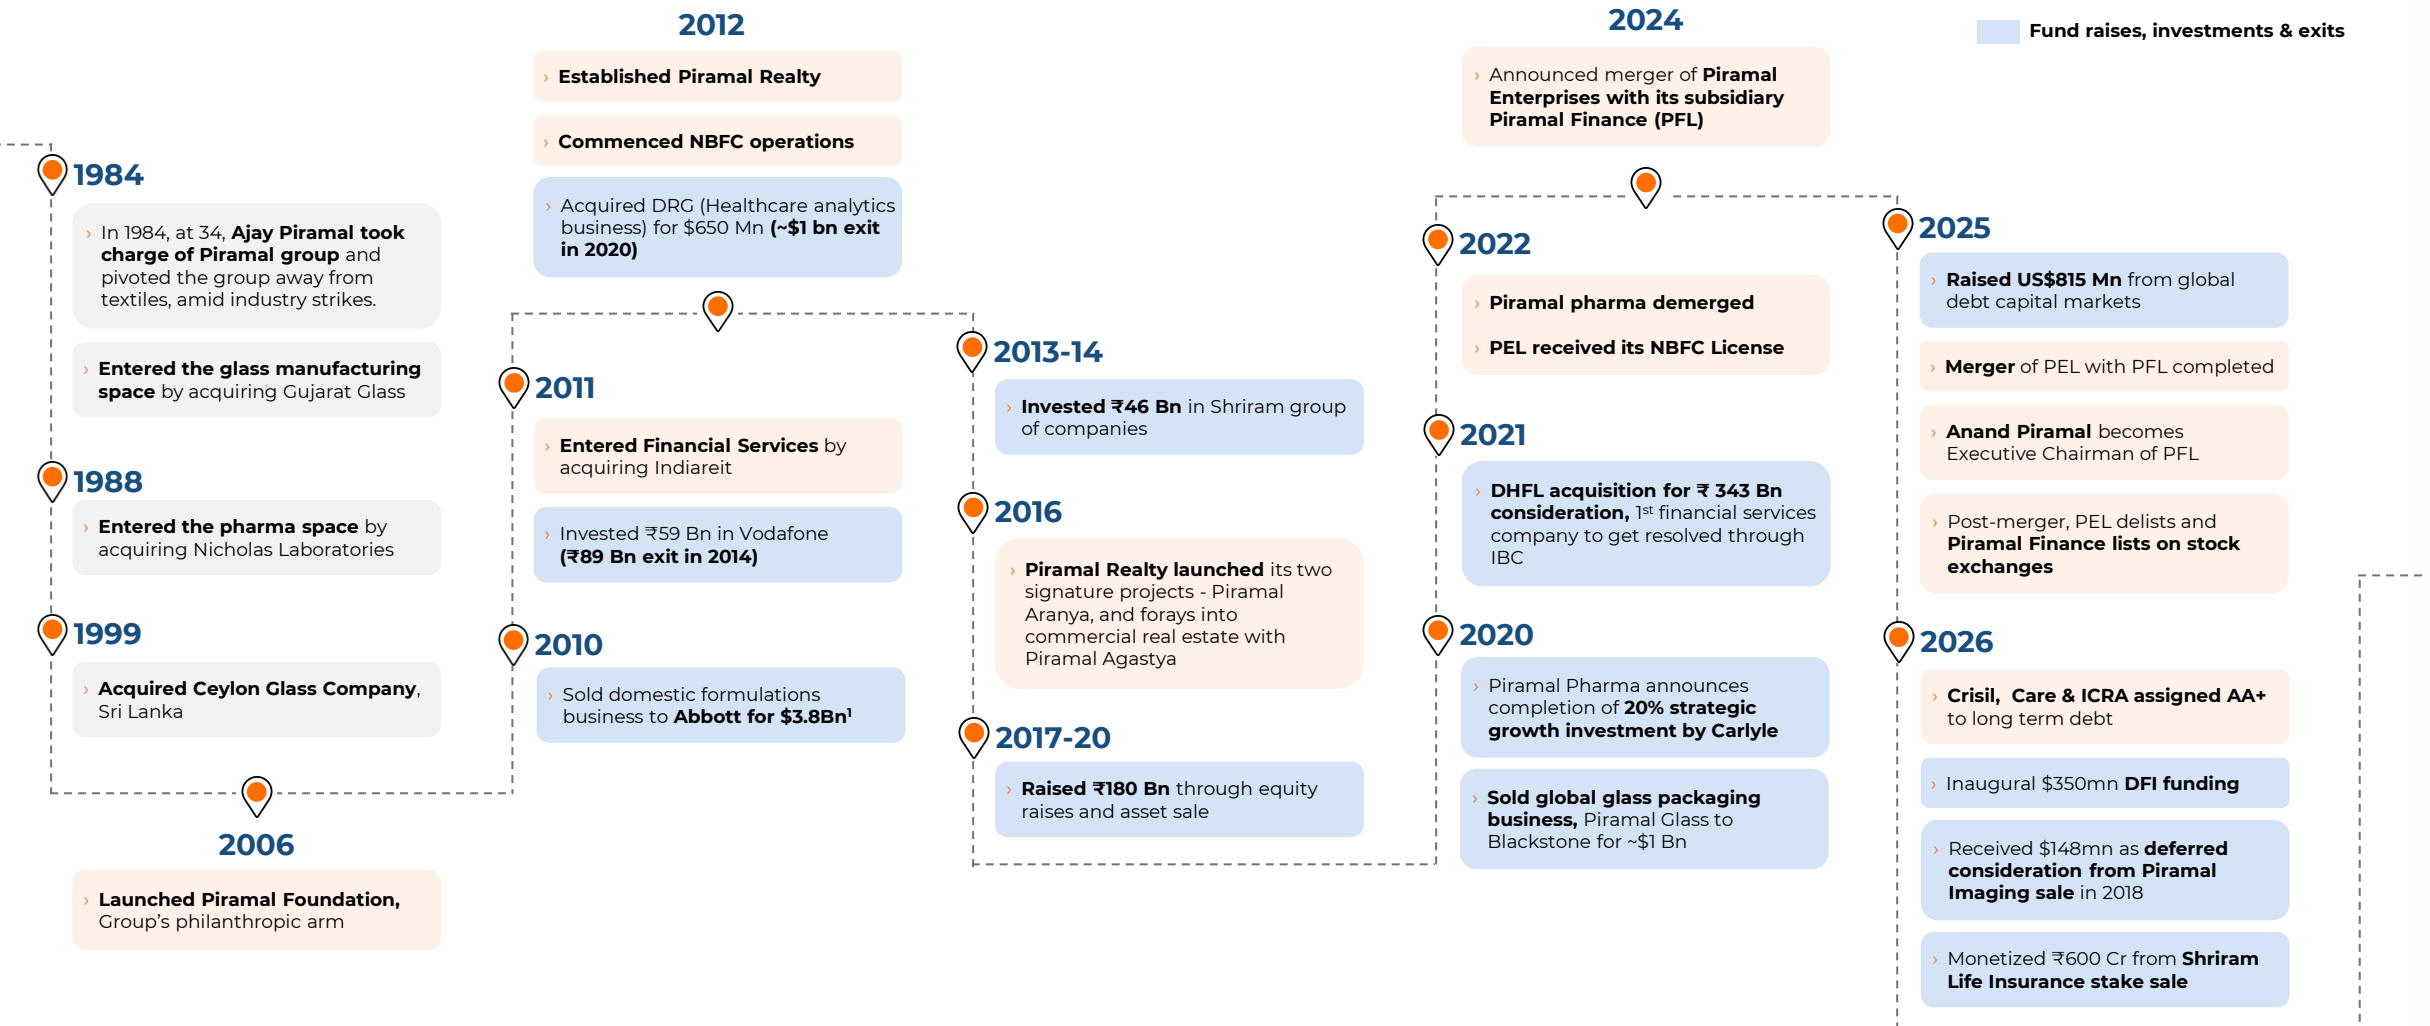 Fund raises, investments & exits
1984
› In 1984, at 34, Ajay Piramal took
charge of Piramal group and
pivoted the group away from
textiles, amid industry strikes.
› Entered the glass manufacturing
space by acquiring Gujarat Glass
1988
› Entered the pharma space by
acquiring Nicholas Laboratories
1999
› Acquired Ceylon Glass Company,
Sri Lanka
2006
› Launched Piramal Foundation,
Group's philanthropic arm
2010
› Sold domestic formulations
business to Abbott for $3.8Bn¹
2011
› Entered Financial Services by
acquiring Indiareit
› Invested ₹59 Bn in Vodafone
(₹89 Bn exit in 2014)
2012
› Established Piramal Realty
› Commenced NBFC operations
› Acquired DRG (Healthcare analytics
business) for $650 Mn (~$1 bn exit
in 2020)
2013-14
› Invested ₹46 Bn in Shriram group
of companies
2016
› Piramal Realty launched its two
signature projects - Piramal
Aranya, and forays into
commercial real estate with
Piramal Agastya
2017-20
› Raised ₹180 Bn through equity
raises and asset sale
2020
› Piramal Pharma announces
completion of 20% strategic
growth investment by Carlyle
› Sold global glass packaging
business, Piramal Glass to
Blackstone for ~$1 Bn
2021
› DHFL acquisition for ₹ 343 Bn
consideration, 1st financial services
company to get resolved through
IBC
2022
› Piramal pharma demerged
› PEL received its NBFC License
2024
› Announced merger of Piramal
Enterprises with its subsidiary
Piramal Finance (PFL)
2025
› Raised US$815 Mn from global
debt capital markets
› Merger of PEL with PFL completed
› Anand Piramal becomes
Executive Chairman of PFL
› Post-merger, PEL delists and
Piramal Finance lists on stock
exchanges
2026
› Crisil, Care & ICRA assigned AA+
to long term debt
› Inaugural $350mn DFI funding
› Received $148mn as deferred
consideration from Piramal
Imaging sale in 2018
› Monetized ₹600 Cr from Shriram
Life Insurance stake sale